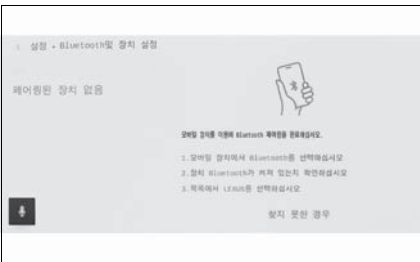 설정 • Bluetooth및 장치 설정
페어링된 장치 없음
모바일 장치를 이용해 Bluetooth 페어링을 완료하십시오.
1.모바일 장치에서 Bluetooth를 선택하십시오
2.장치 Bluetooth가 켜져 있는지 확인하십시오
3.목록에서 LEXUS를 선택하십시오
찾지 못한 경우